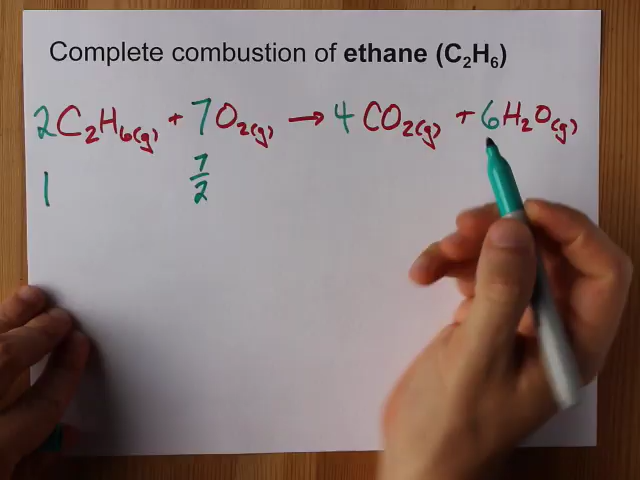 Complete combustion of ethane (C₂H₆)
2C₂H₆(g) + 7O₂(g) → 4CO₂(g) + 6H₂O(g)
1 7/2